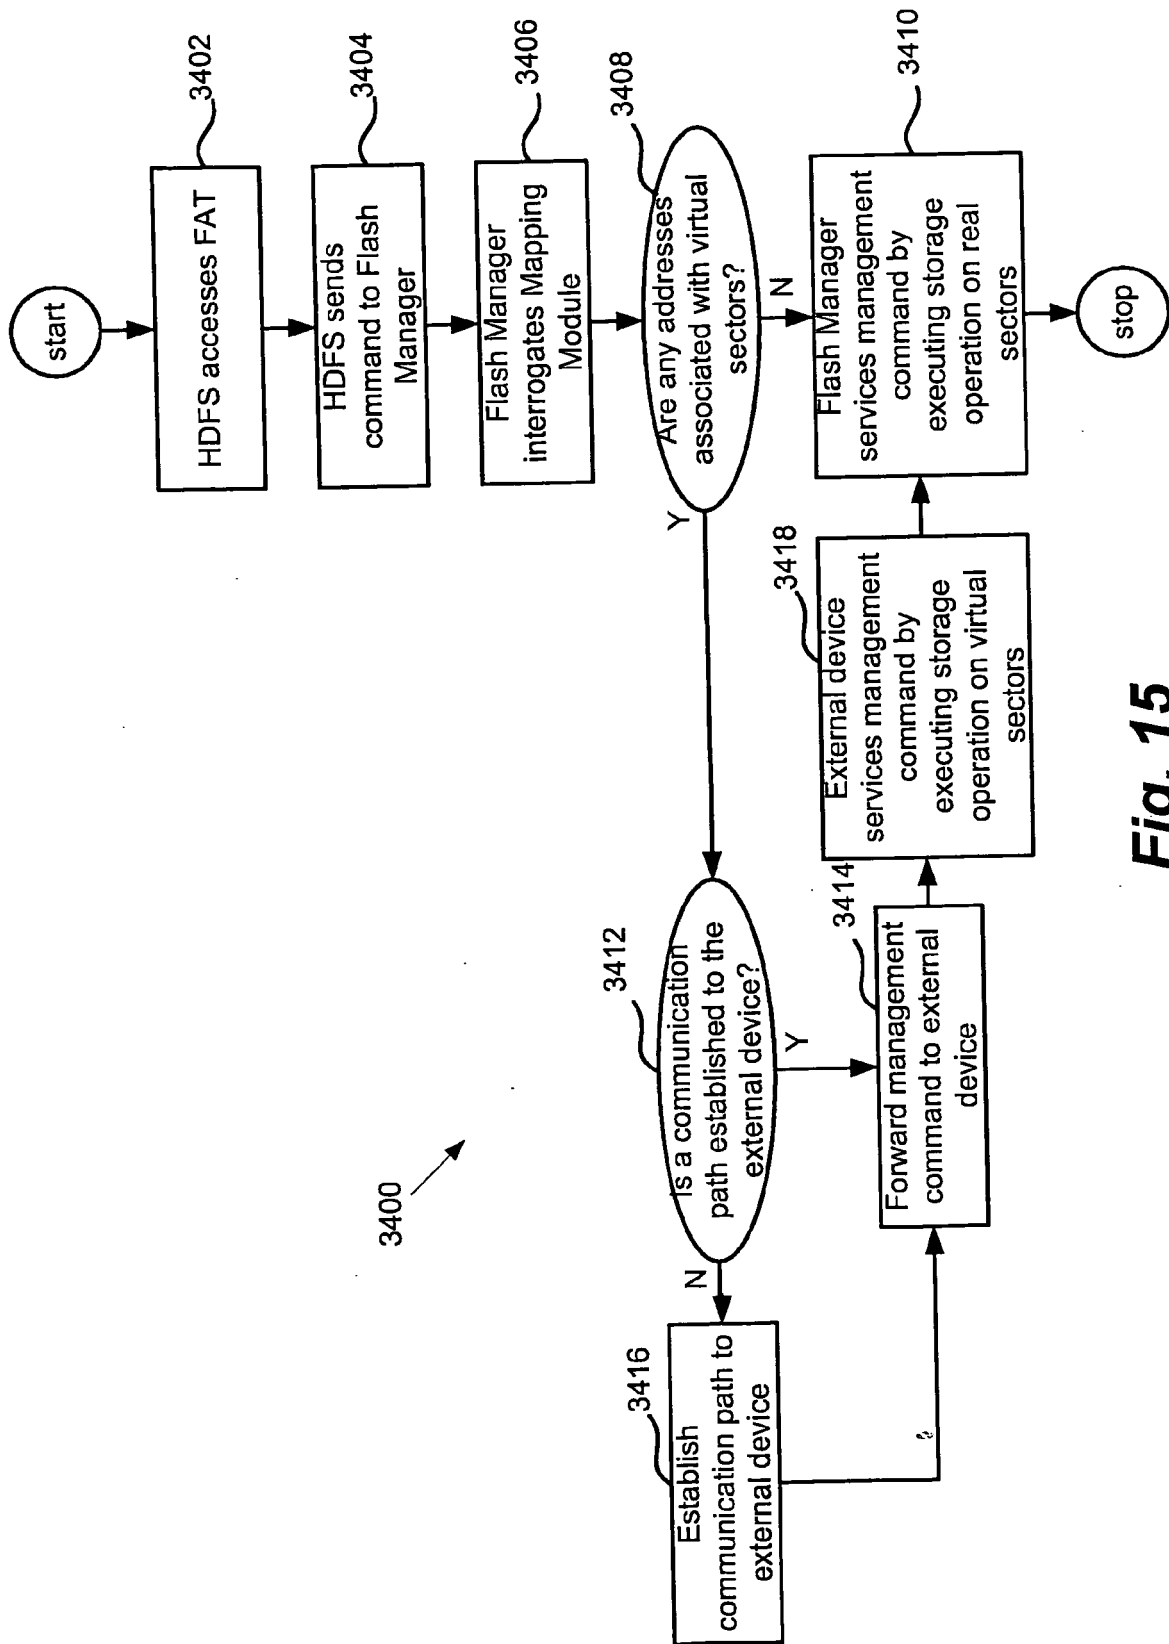 start
3402
HDFS accesses FAT
3404
HDFS sends
command to Flash
Manager
3406
Flash Manager
interrogates Mapping
Module
3408
Are any addresses
associated with virtual
sectors?
Y
N
3410
Flash Manager
services management
command by
executing storage
operation on real
sectors
stop
3412
Is a communication
path established to the
external device?
N
Y
3416
Establish
communication path to
external device
3414
Forward management
command to external
device
3418
External device
services management
command by
executing storage
operation on virtual
sectors
3400
Fig. 15